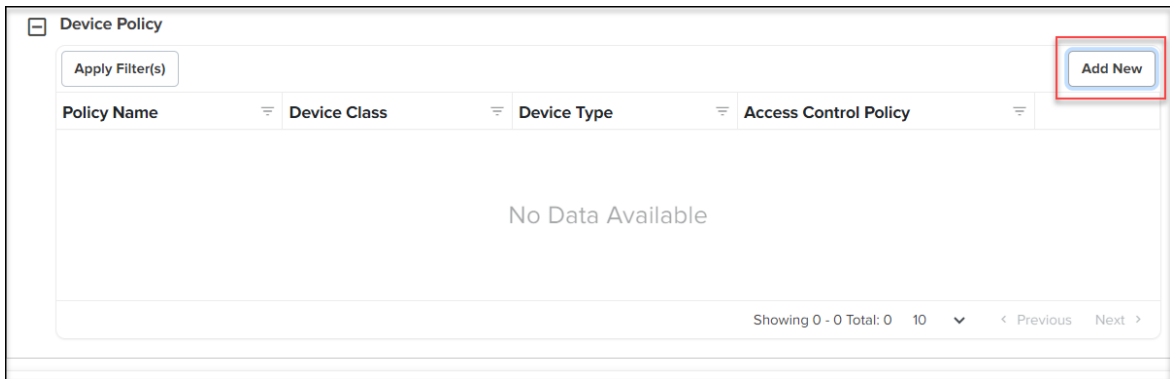 Device Policy
Apply Filter(s) Add New
Policy Name Device Class Device Type Access Control Policy
No Data Available
Showing 0 - 0 Total: 0 10 < Previous Next >